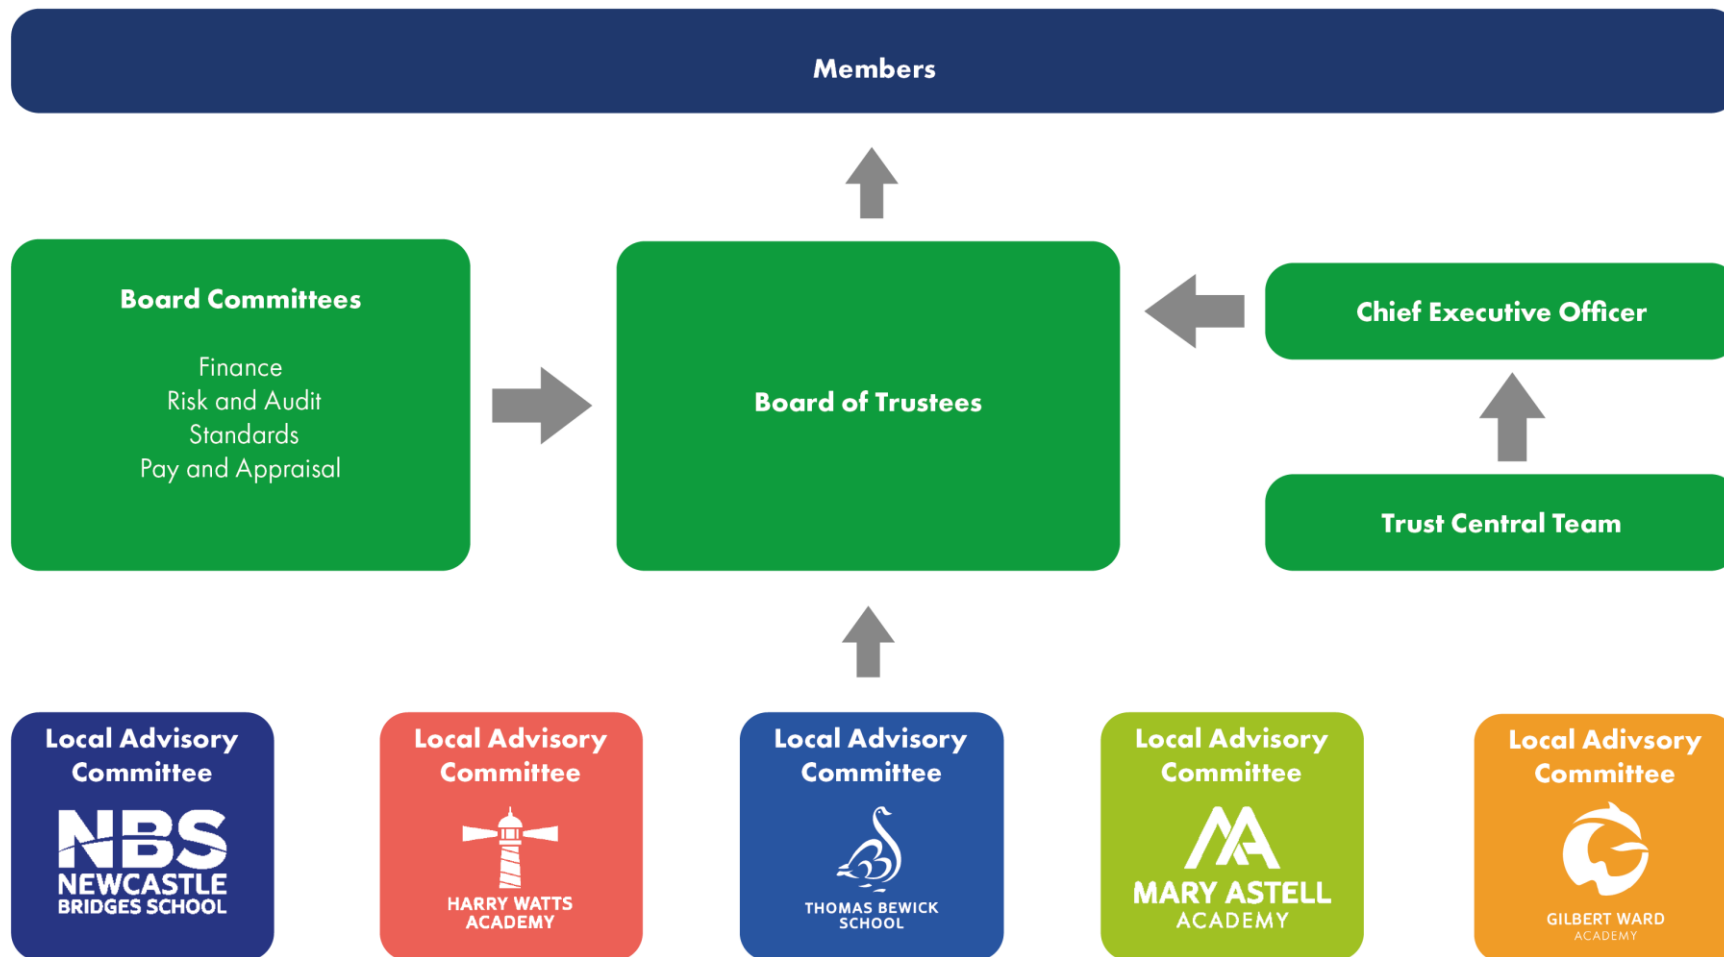 Members
Board Committees
Finance
Risk and Audit
Standards
Pay and Appraisal
Board of Trustees
Chief Executive Officer
Trust Central Team
Local Advisory
Committee
NBS
NEWCASTLE
BRIDGES SCHOOL
Local Advisory
Committee
HARRY WATTS
ACADEMY
Local Advisory
Committee
THOMAS BEWICK
SCHOOL
Local Advisory
Committee
MA
MARY ASTELL
ACADEMY
Local Adivsory
Committee
GILBERT WARD
ACADEMY